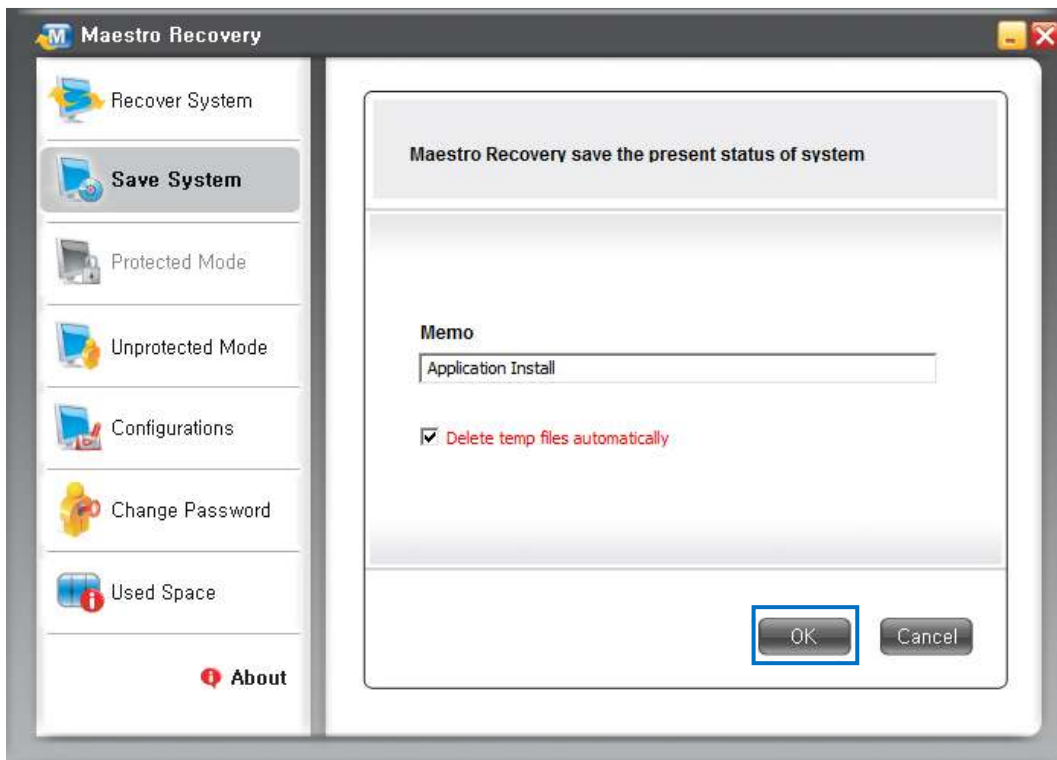 M Maestro Recovery
Recover System
Save System
Protected Mode
Unprotected Mode
Configurations
Change Password
Used Space
About
Maestro Recovery save the present status of system
Memo
Application Install
Delete temp files automatically
OK
Cancel